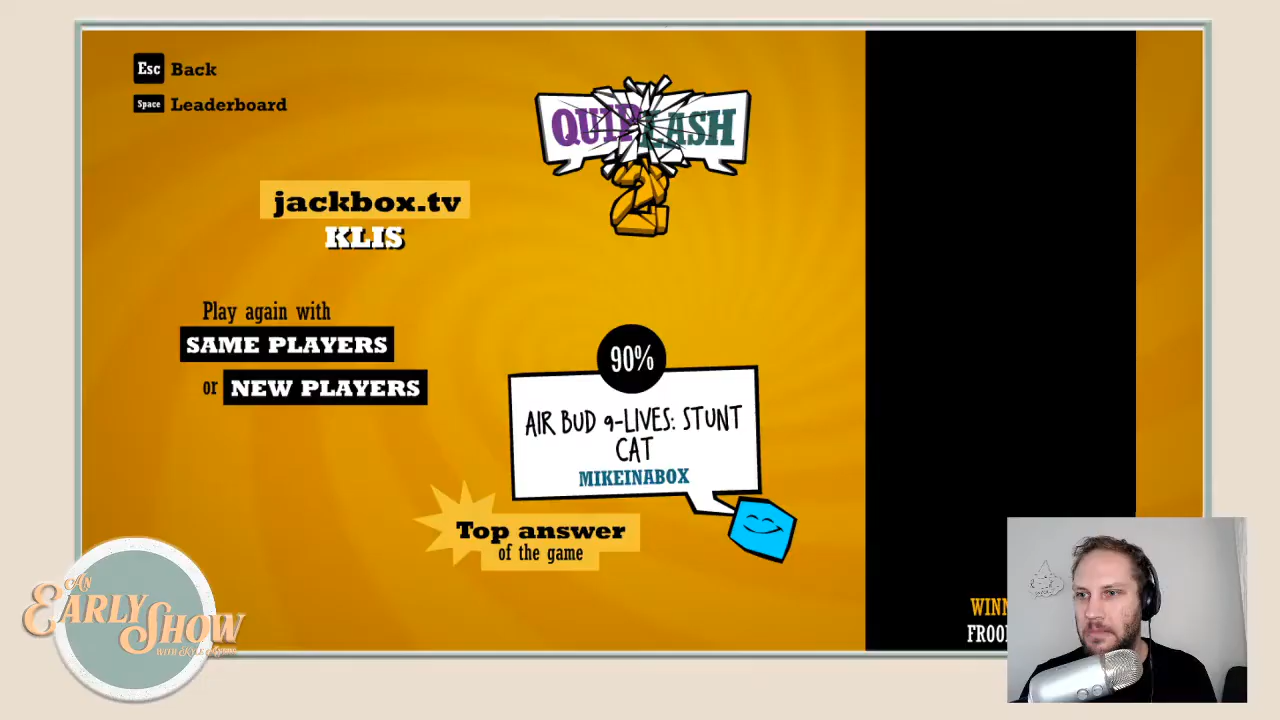 Esc Back
Space Leaderboard
QUIPLASH
2
jackbox.tv
KLIS
Play again with
SAME PLAYERS
or NEW PLAYERS
90%
AIR BUD 9-LIVES: STUNT
CAT
MIKEINABOX
Top answer
of the game
WINN
FROO
AN
EARLY
SHOW